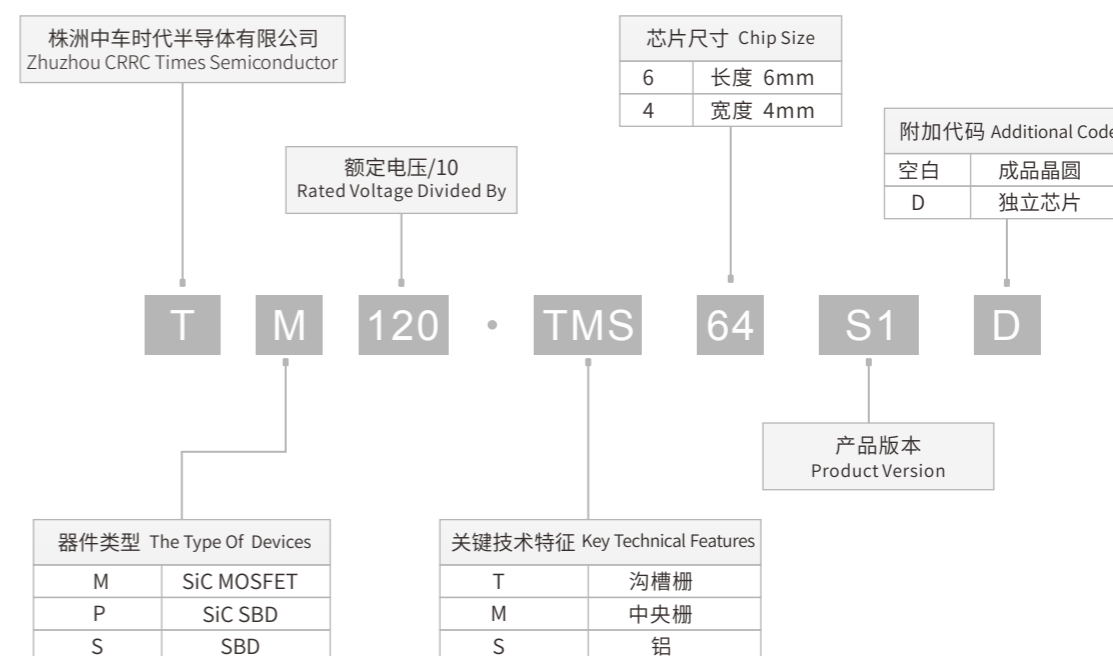 株洲中车时代半导体有限公司
Zhuzhou CRRC Times Semiconductor
芯片尺寸 Chip Size
6 长度 6mm
4 宽度 4mm
附加代码 Additional Code
空白 成品晶圆
D 独立芯片
额定电压/10
Rated Voltage Divided By
T M 120 · TMS 64 S1 D
产品版本
Product Version
器件类型 The Type Of Devices
M SiC MOSFET
P SiC SBD
S SBD
关键技术特征 Key Technical Features
T 沟槽栅
M 中央栅
S 铝